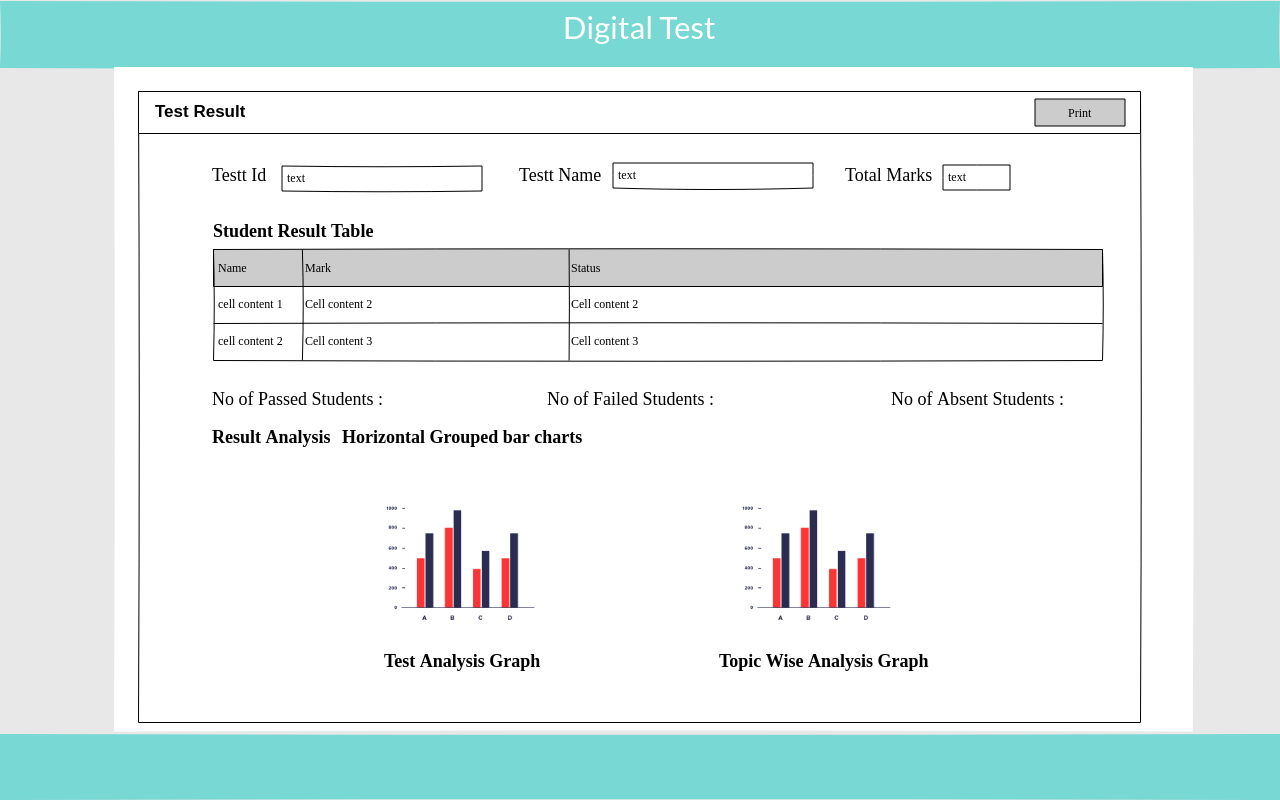 Digital Test
Test Result
Print
Testt Id text Testt Name text Total Marks text
Student Result Table
Name Mark Status
cell content 1 Cell content 2 Cell content 2
cell content 2 Cell content 3 Cell content 3
No of Passed Students : No of Failed Students : No of Absent Students :
Result Analysis Horizontal Grouped bar charts
1000 1000
800 800
600 600
400 400
200 200
0 0
A B C D A B C D
Test Analysis Graph Topic Wise Analysis Graph